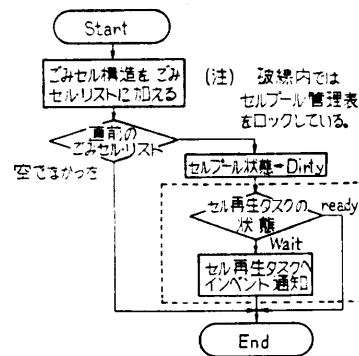 Start
ごみセル構造を ごみ
セル・リストに加える
(注) 破線内では
セルプール管理表
をロックしている。
直前の
ごみセル・リスト
空でなかった
セルプール状態←Dirty
セル再生タスクの
状態
ready
Wait
セル再生タスクへ
インベント通知
End